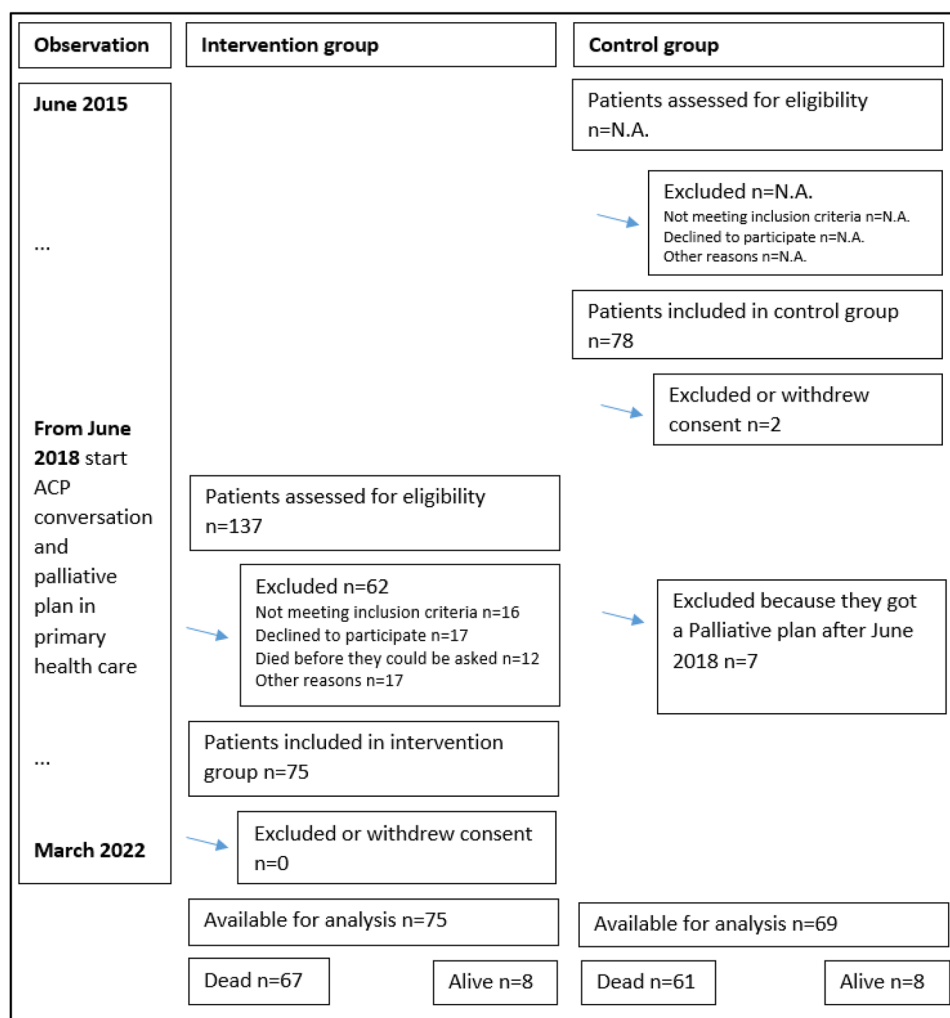 Observation
Intervention group
Control group
June 2015
Patients assessed for eligibility
n=N.A.
Excluded n=N.A.
Not meeting inclusion criteria n=N.A.
Declined to participate n=N.A.
Other reasons n=N.A.
...
Patients included in control group
n=78
Excluded or withdrew
consent n=2
From June
2018 start
ACP
conversation
and
palliative
plan in
primary
health care
Patients assessed for eligibility
n=137
Excluded n=62
Not meeting inclusion criteria n=16
Declined to participate n=17
Died before they could be asked n=12
Other reasons n=17
Excluded because they got
a Palliative plan after June
2018 n=7
...
Patients included in intervention
group n=75
March 2022
Excluded or withdrew consent
n=0
Available for analysis n=75
Available for analysis n=69
Dead n=67
Alive n=8
Dead n=61
Alive n=8